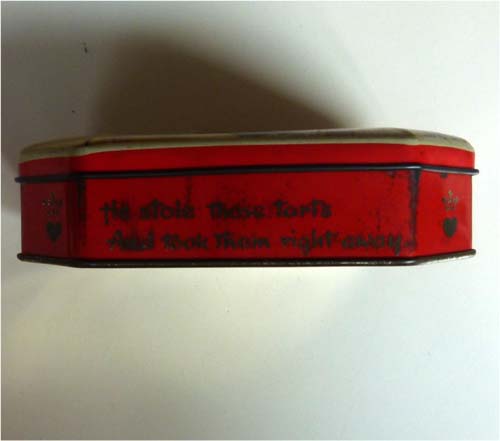 He stole those tarts
And took them right away.